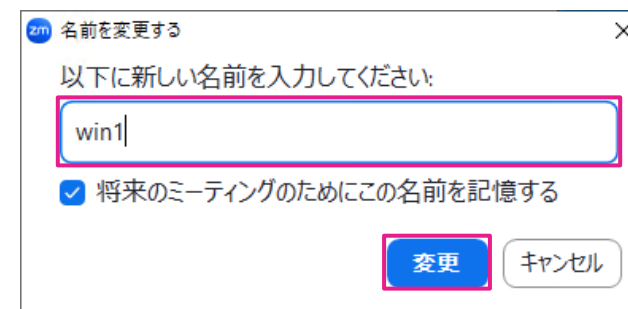 zm 名前を変更する
以下に新しい名前を入力してください:
win1
将来のミーティングのためにこの名前を記憶する
変更 キャンセル